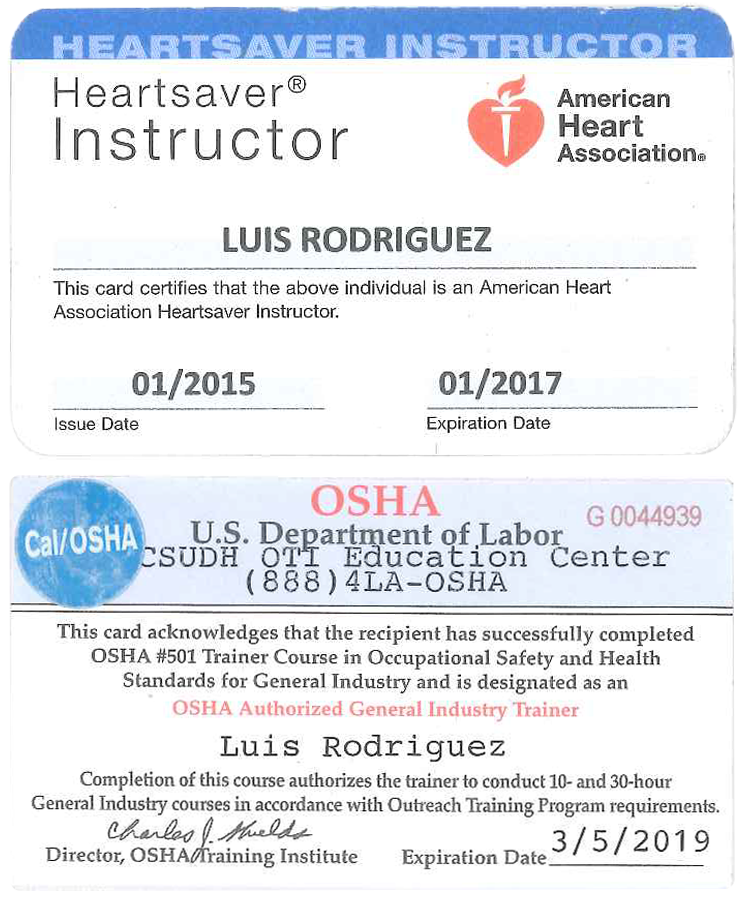 HEARTSAVER INSTRUCTOR
Heartsaver®
Instructor
American
Heart
Association®
LUIS RODRIGUEZ
This card certifies that the above individual is an American Heart
Association Heartsaver Instructor.
01/2015
01/2017
Issue Date
Expiration Date
Cal/OSHA
OSHA
G 0044939
U.S. Department of Labor
CSUDH OTI Education Center
(888)4LA-OSHA
This card acknowledges that the recipient has successfully completed
OSHA #501 Trainer Course in Occupational Safety and Health
Standards for General Industry and is designated as an
OSHA Authorized General Industry Trainer
Luis Rodriguez
Completion of this course authorizes the trainer to conduct 10- and 30-hour
General Industry courses in accordance with Outreach Training Program requirements.
Charles J. Shields
Director, OSHA Training Institute
Expiration Date 3/5/2019